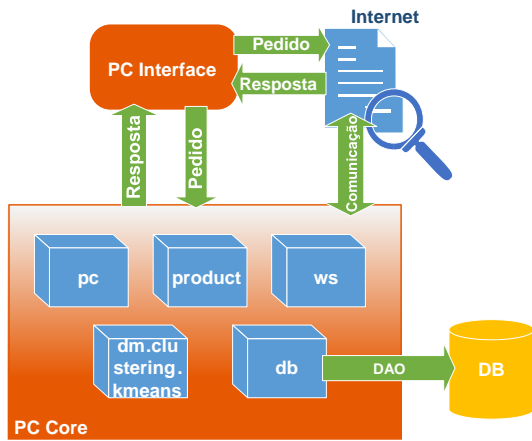 Internet
Pedido
PC Interface
Resposta
Resposta
Pedido
Comunicação
pc
product
ws
dm.clu
stering.
kmeans
db
DAO
DB
PC Core